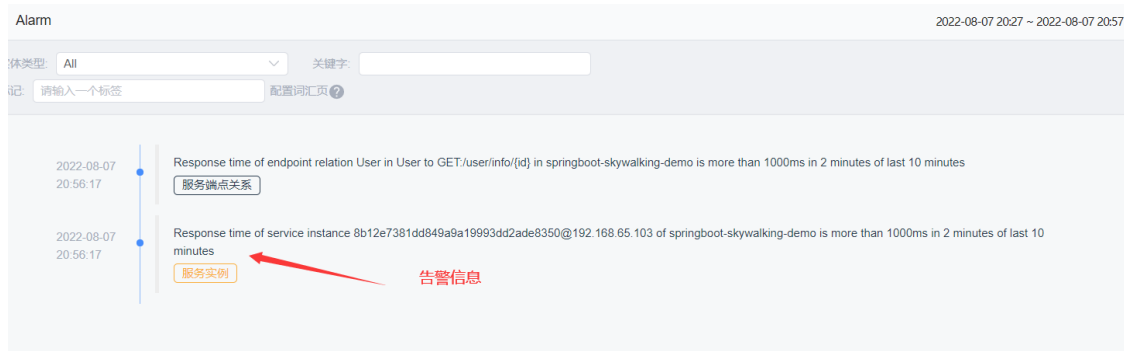 Alarm
2022-08-07 20:27 ~ 2022-08-07 20:57
体类型: All 关键字:
记: 请输入一个标签 配置词汇页 ?
2022-08-07
20:56:17
Response time of endpoint relation User in User to GET:/user/info/{id} in springboot-skywalking-demo is more than 1000ms in 2 minutes of last 10 minutes
服务端点关系
2022-08-07
20:56:17
Response time of service instance 8b12e7381dd849a9a19993dd2ade8350@192.168.65.103 of springboot-skywalking-demo is more than 1000ms in 2 minutes of last 10
minutes
服务实例
告警信息